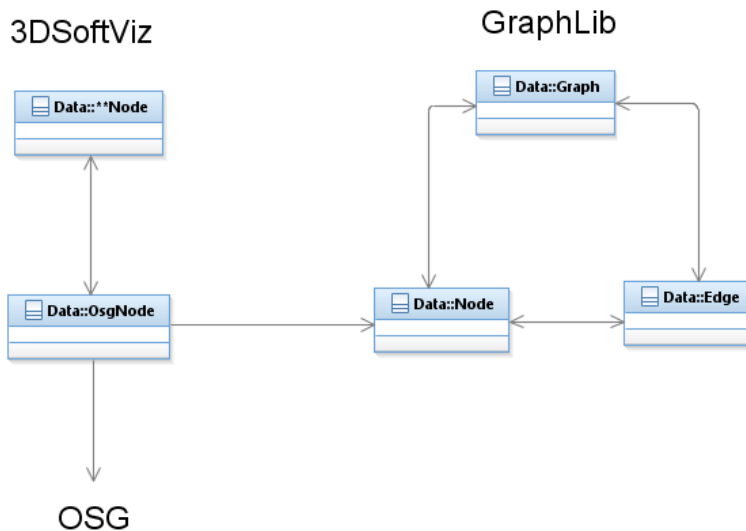 3DSoftViz
GraphLib
Data::**Node
Data::Graph
Data::OsgNode
Data::Node
Data::Edge
OSG